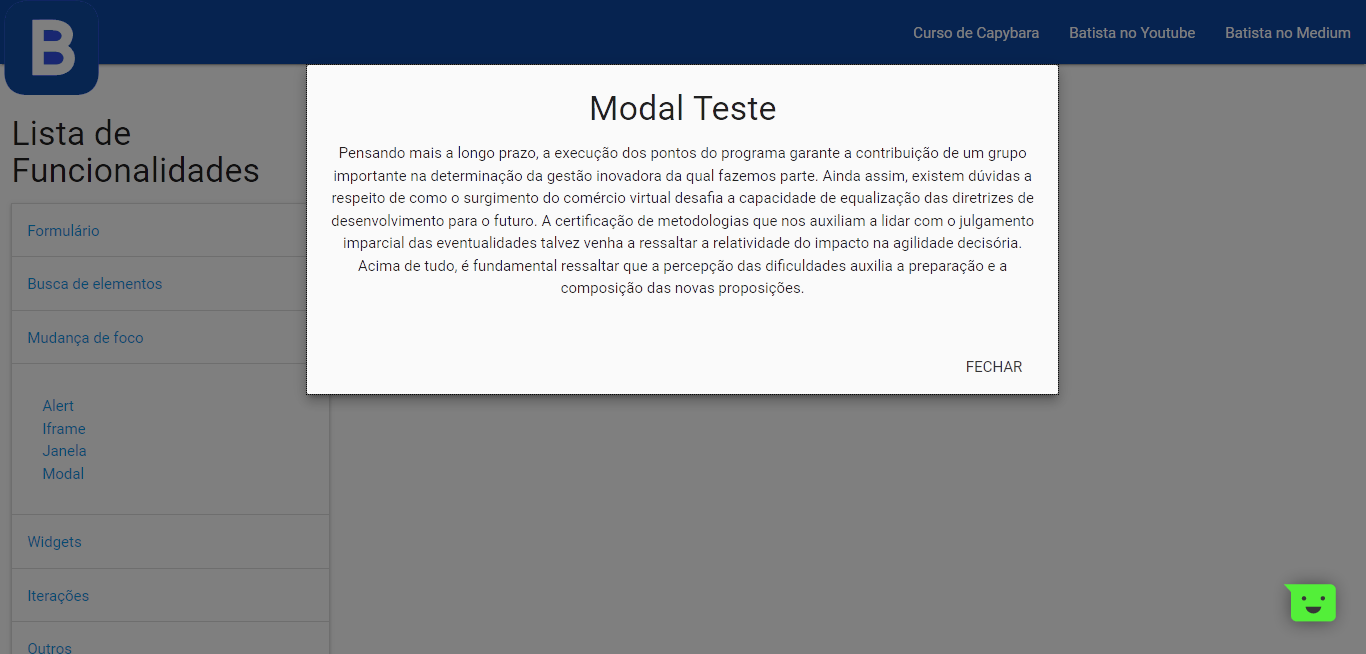 B
Curso de Capybara
Batista no Youtube
Batista no Medium
Lista de
Funcionalidades
Formulário
Busca de elementos
Mudança de foco
Alert
Iframe
Janela
Modal
Widgets
Iterações
Outros
Modal Teste
Pensando mais a longo prazo, a execução dos pontos do programa garante a contribuição de um grupo
importante na determinação da gestão inovadora da qual fazemos parte. Ainda assim, existem dúvidas a
respeito de como o surgimento do comércio virtual desafia a capacidade de equalização das diretrizes de
desenvolvimento para o futuro. A certificação de metodologias que nos auxiliam a lidar com o julgamento
imparcial das eventualidades talvez venha a ressaltar a relatividade do impacto na agilidade decisória.
Acima de tudo, é fundamental ressaltar que a percepção das dificuldades auxilia a preparação e a
composição das novas proposições.
FECHAR